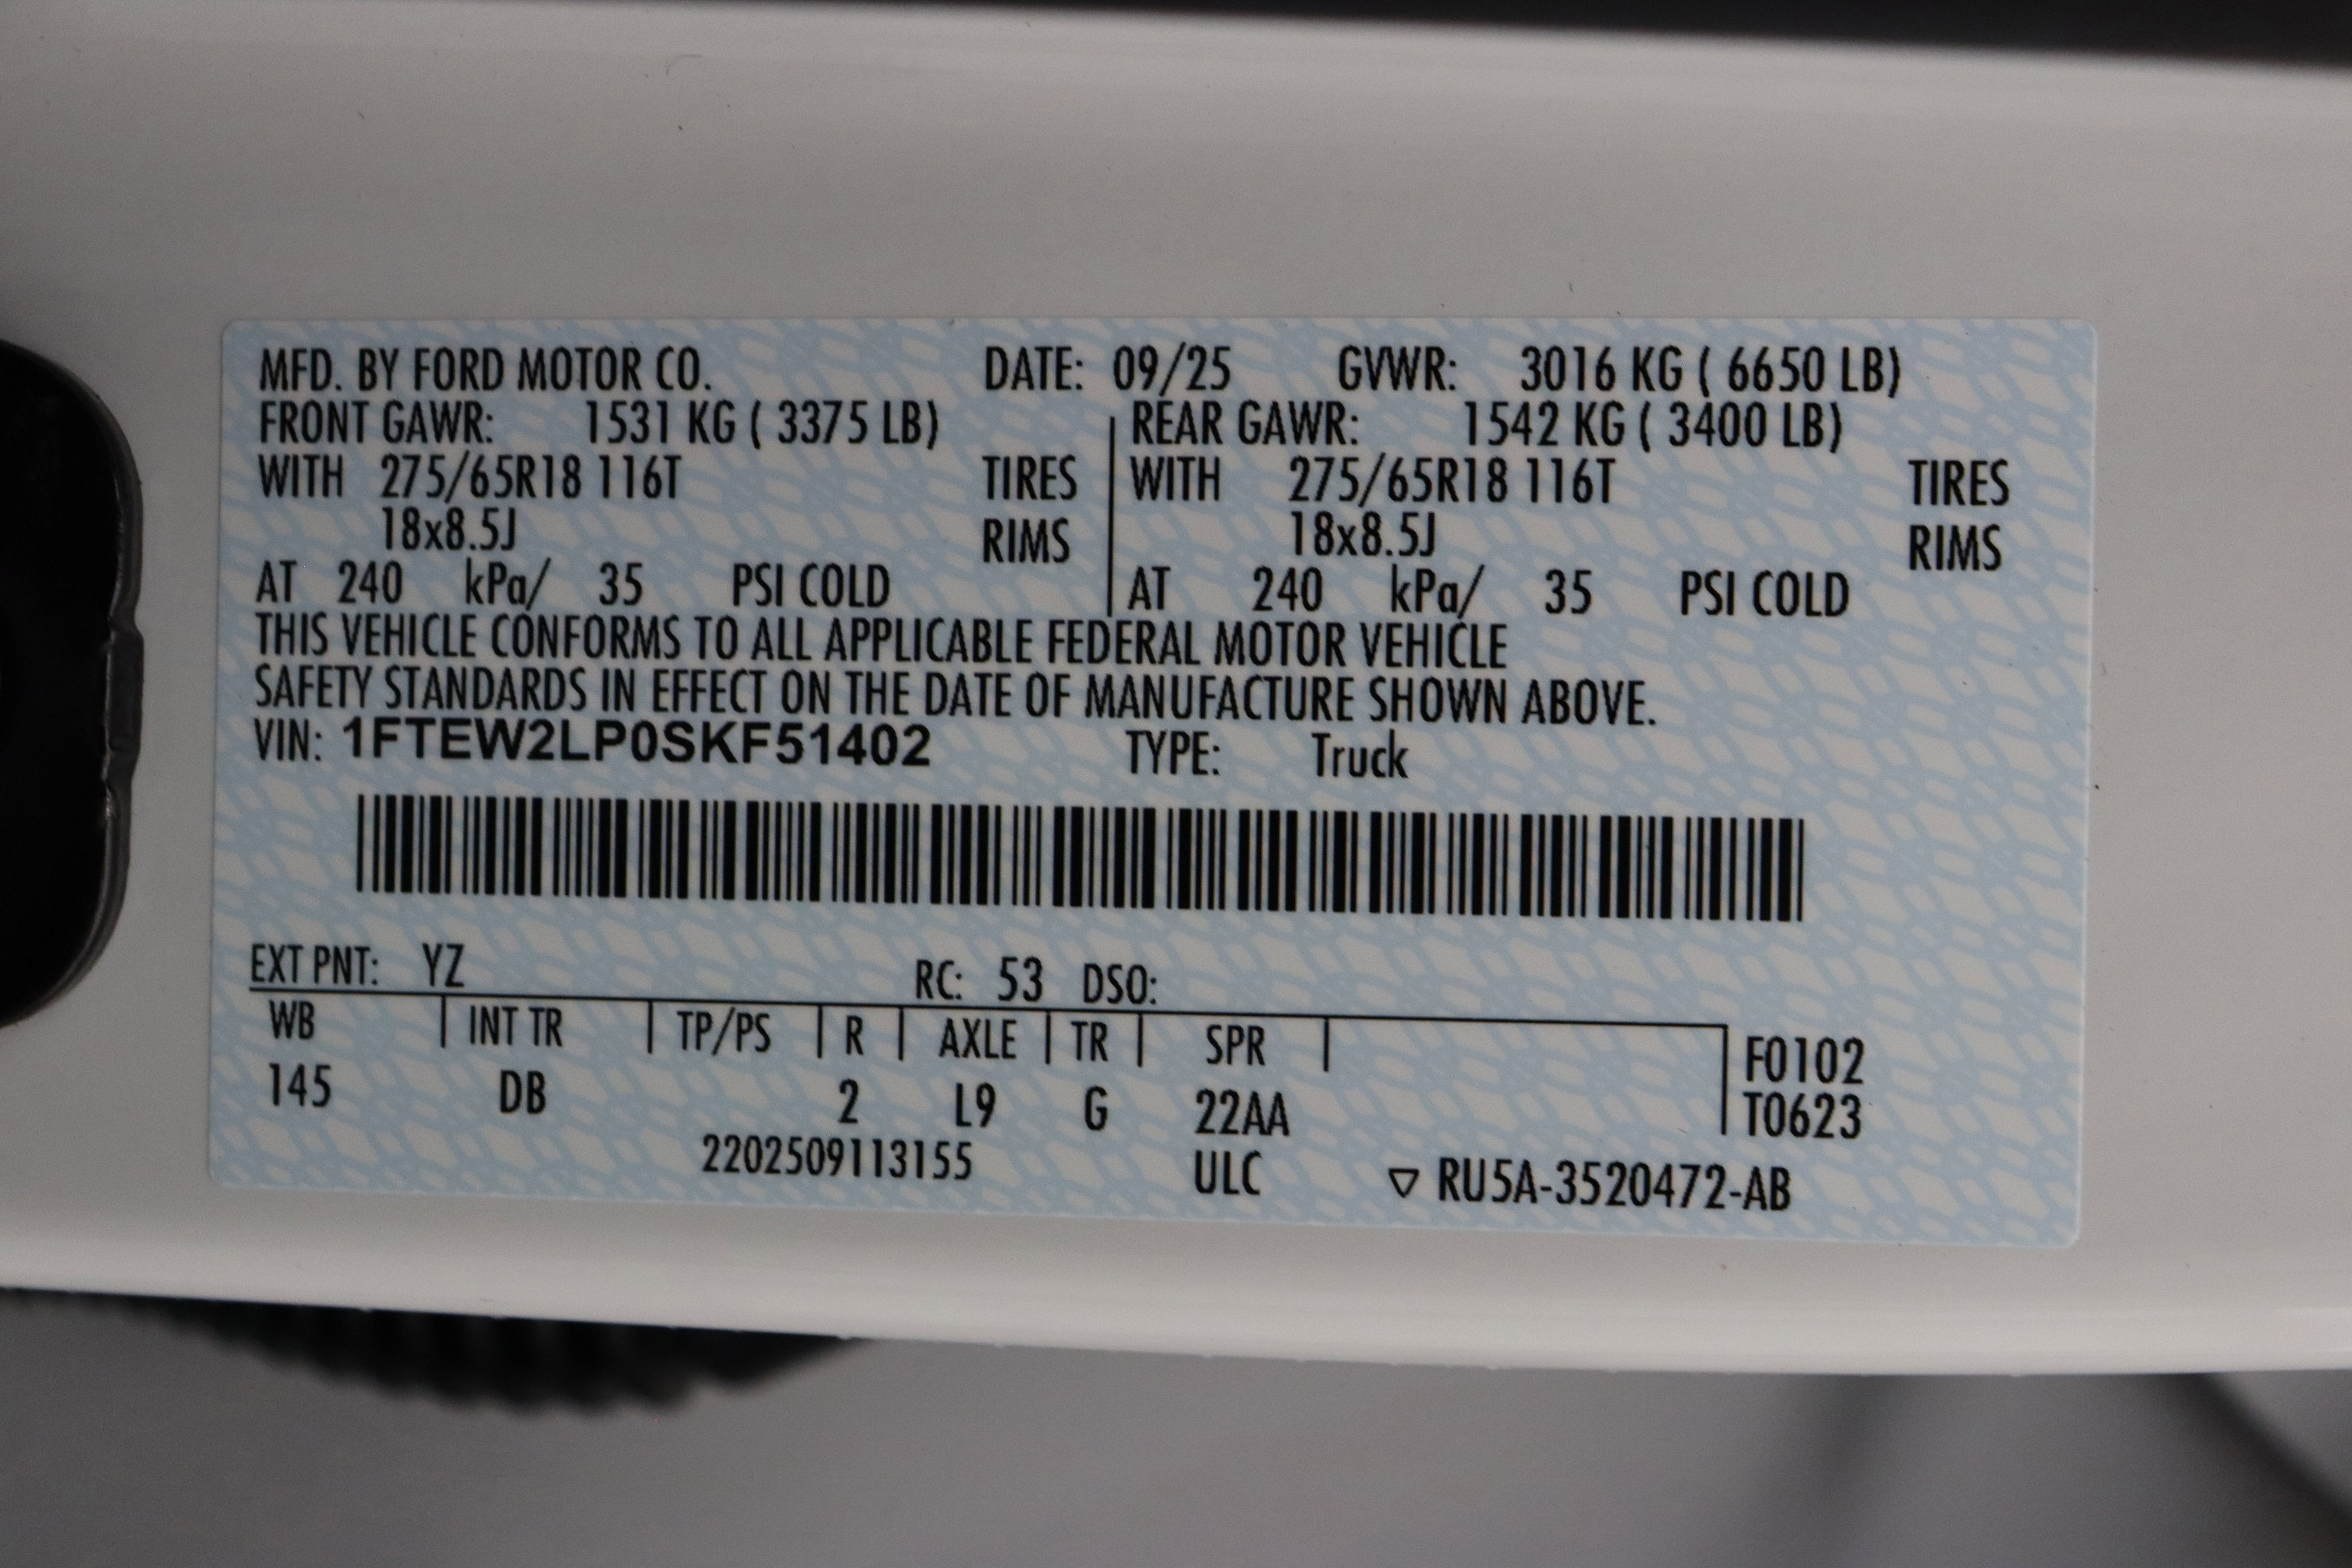 MFD. BY FORD MOTOR CO. DATE: 09/25 GVWR: 3016 KG ( 6650 LB)
FRONT GAWR: 1531 KG ( 3375 LB) REAR GAWR: 1542 KG ( 3400 LB)
WITH 275/65R18 116T TIRES WITH 275/65R18 116T TIRES
18x8.5J RIMS 18x8.5J RIMS
AT 240 kPa/ 35 PSI COLD AT 240 kPa/ 35 PSI COLD
THIS VEHICLE CONFORMS TO ALL APPLICABLE FEDERAL MOTOR VEHICLE
SAFETY STANDARDS IN EFFECT ON THE DATE OF MANUFACTURE SHOWN ABOVE.
VIN: 1FTEW2LP0SKF51402 TYPE: Truck
EXT PNT: YZ RC: 53 DSO:
WB INT TR TP/PS R AXLE TR SPR F0102
145 DB 2 L9 G 22AA T0623
2202509113155 ULC ▽ RU5A-3520472-AB